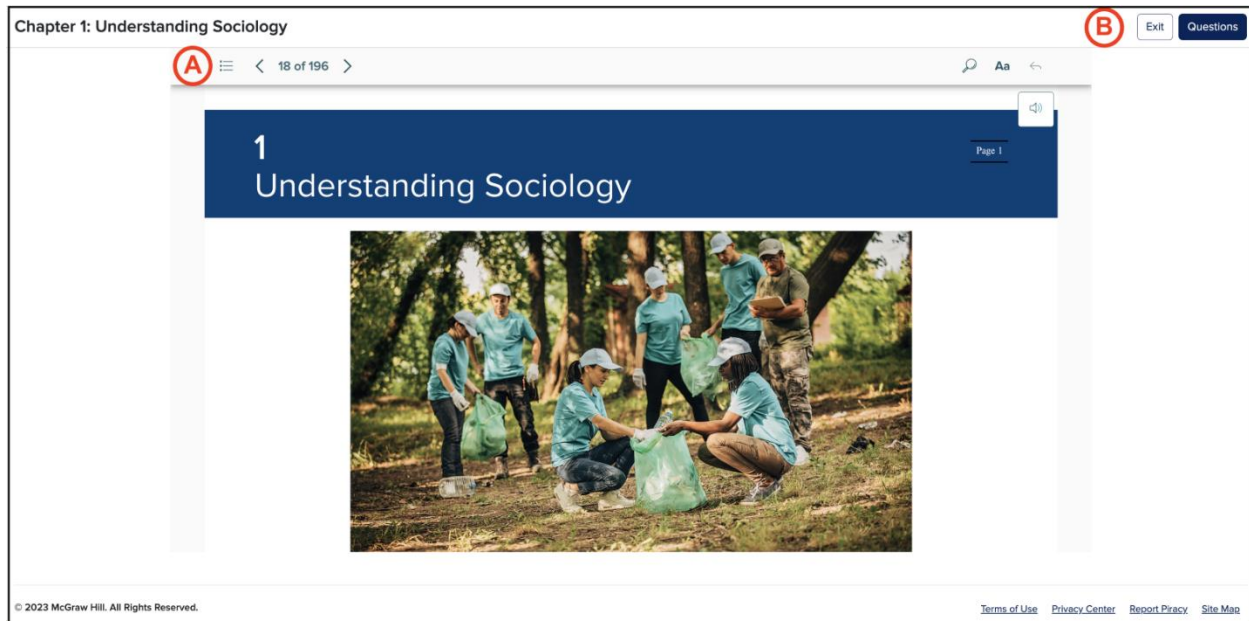 Chapter 1: Understanding Sociology
B
Exit
Questions
A
18 of 196
Aa
1
Page 1
Understanding Sociology
© 2023 McGraw Hill. All Rights Reserved.
Terms of Use Privacy Center Report Piracy Site Map